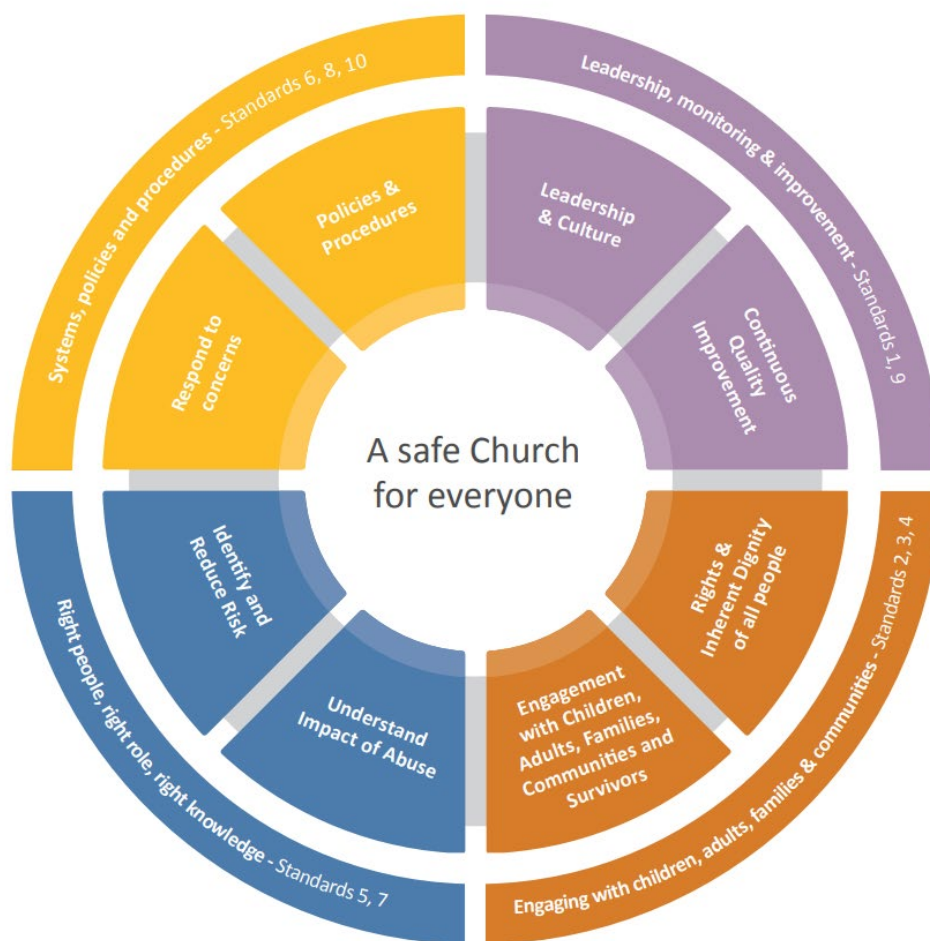 Systems, policies and procedures - Standards 6, 8, 10
Leadership, monitoring & improvement - Standards 1, 9
Policies &
Procedures
Leadership
& Culture
Respond to
concerns
Continuous
Quality
Improvement
A safe Church
for everyone
Identify and
Reduce Risk
Rights &
Inherent Dignity
of all people
Understand
Impact of Abuse
Engagement
with Children,
Adults, Families,
Communities and
Survivors
Right people, right role, right knowledge - Standards 5, 7
Engaging with children, adults, families & communities - Standards 2, 3, 4